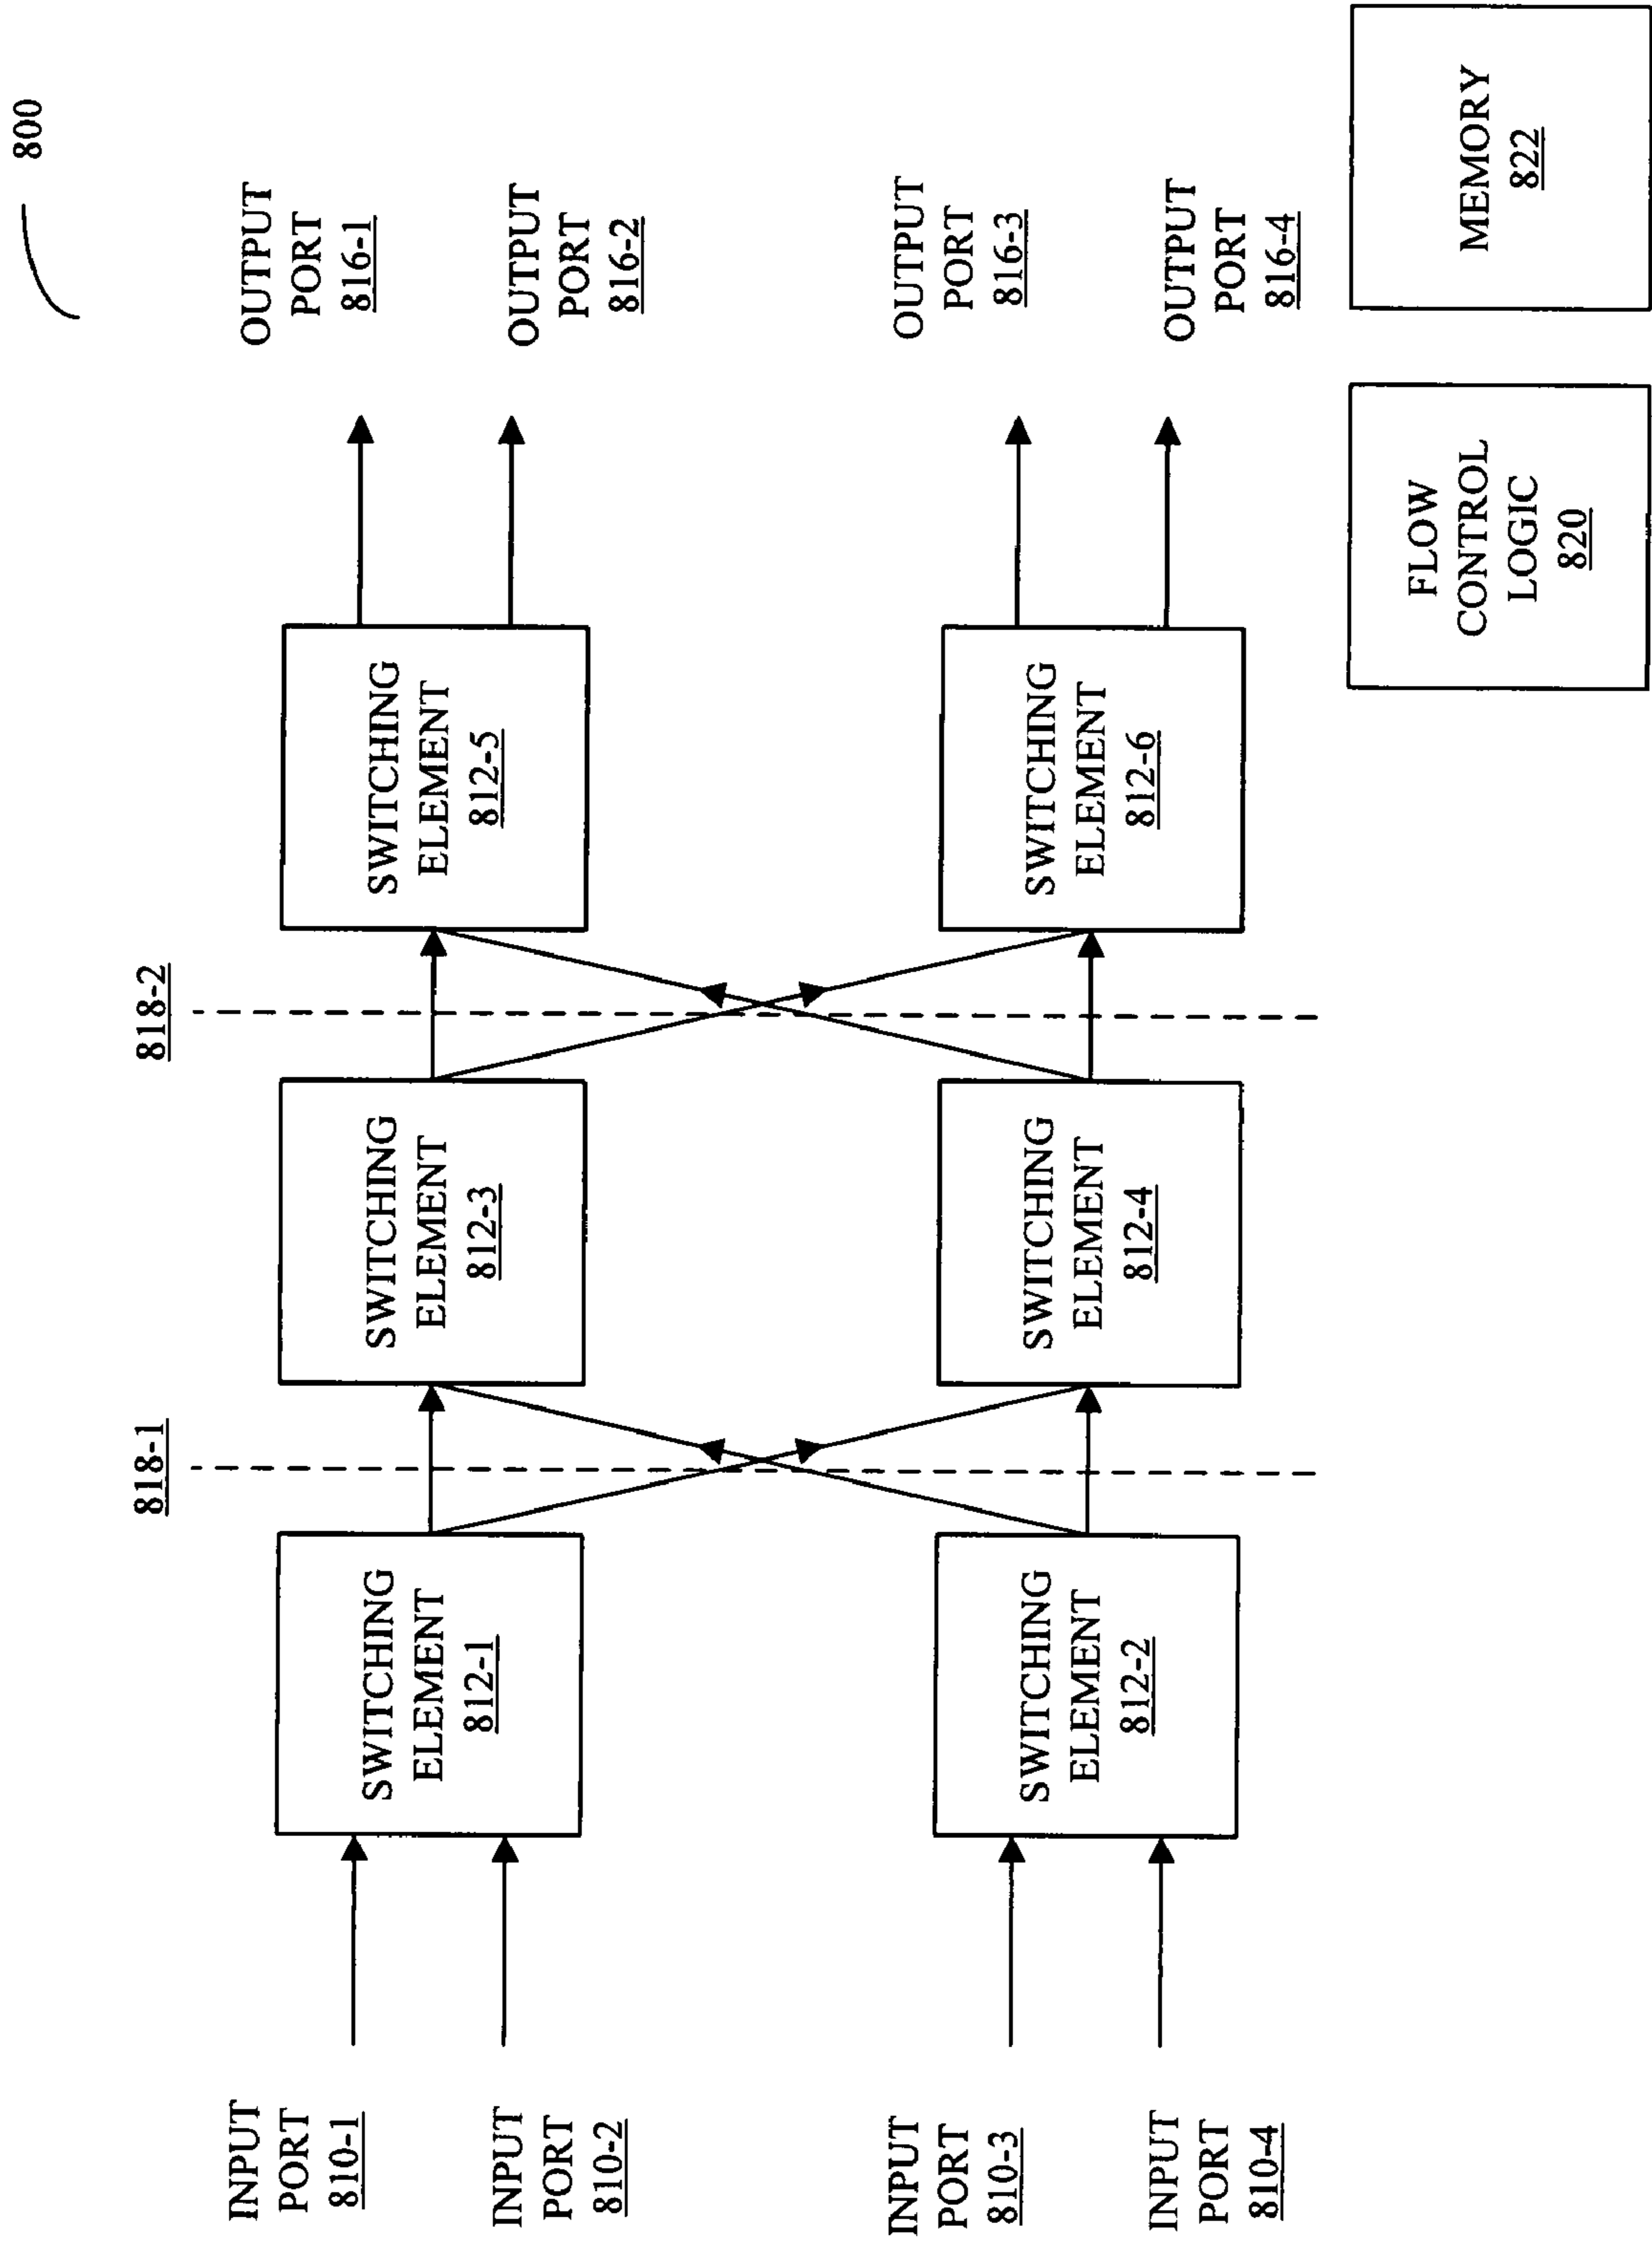 800
INPUT
PORT
810-1
INPUT
PORT
810-2
INPUT
PORT
810-3
INPUT
PORT
810-4
SWITCHING
ELEMENT
812-1
SWITCHING
ELEMENT
812-2
818-1
SWITCHING
ELEMENT
812-3
SWITCHING
ELEMENT
812-4
818-2
SWITCHING
ELEMENT
812-5
SWITCHING
ELEMENT
812-6
OUTPUT
PORT
816-1
OUTPUT
PORT
816-2
OUTPUT
PORT
816-3
OUTPUT
PORT
816-4
FLOW
CONTROL
LOGIC
820
MEMORY
822